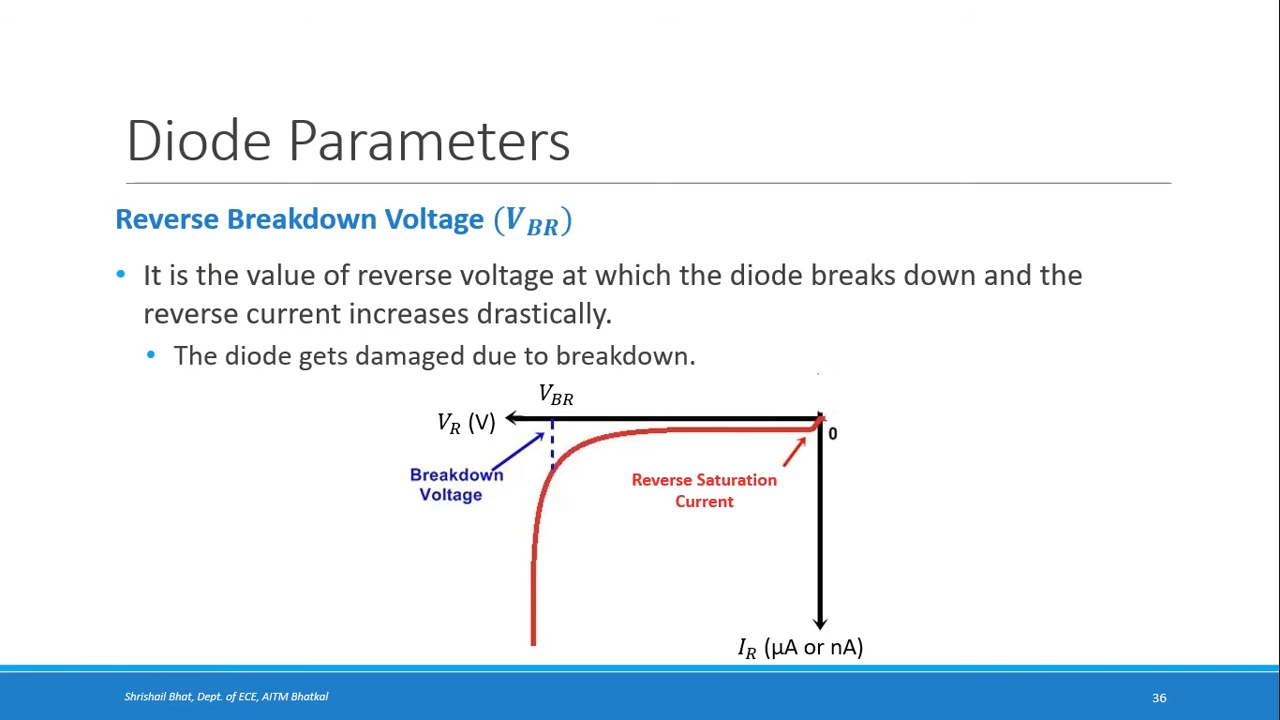 Diode Parameters
Reverse Breakdown Voltage (V_BR)
• It is the value of reverse voltage at which the diode breaks down and the
reverse current increases drastically.
• The diode gets damaged due to breakdown.
V_BR
V_R (V)
0
Breakdown
Voltage
Reverse Saturation
Current
I_R (μA or nA)
Shrishail Bhat, Dept. of ECE, AITM Bhatkal
36